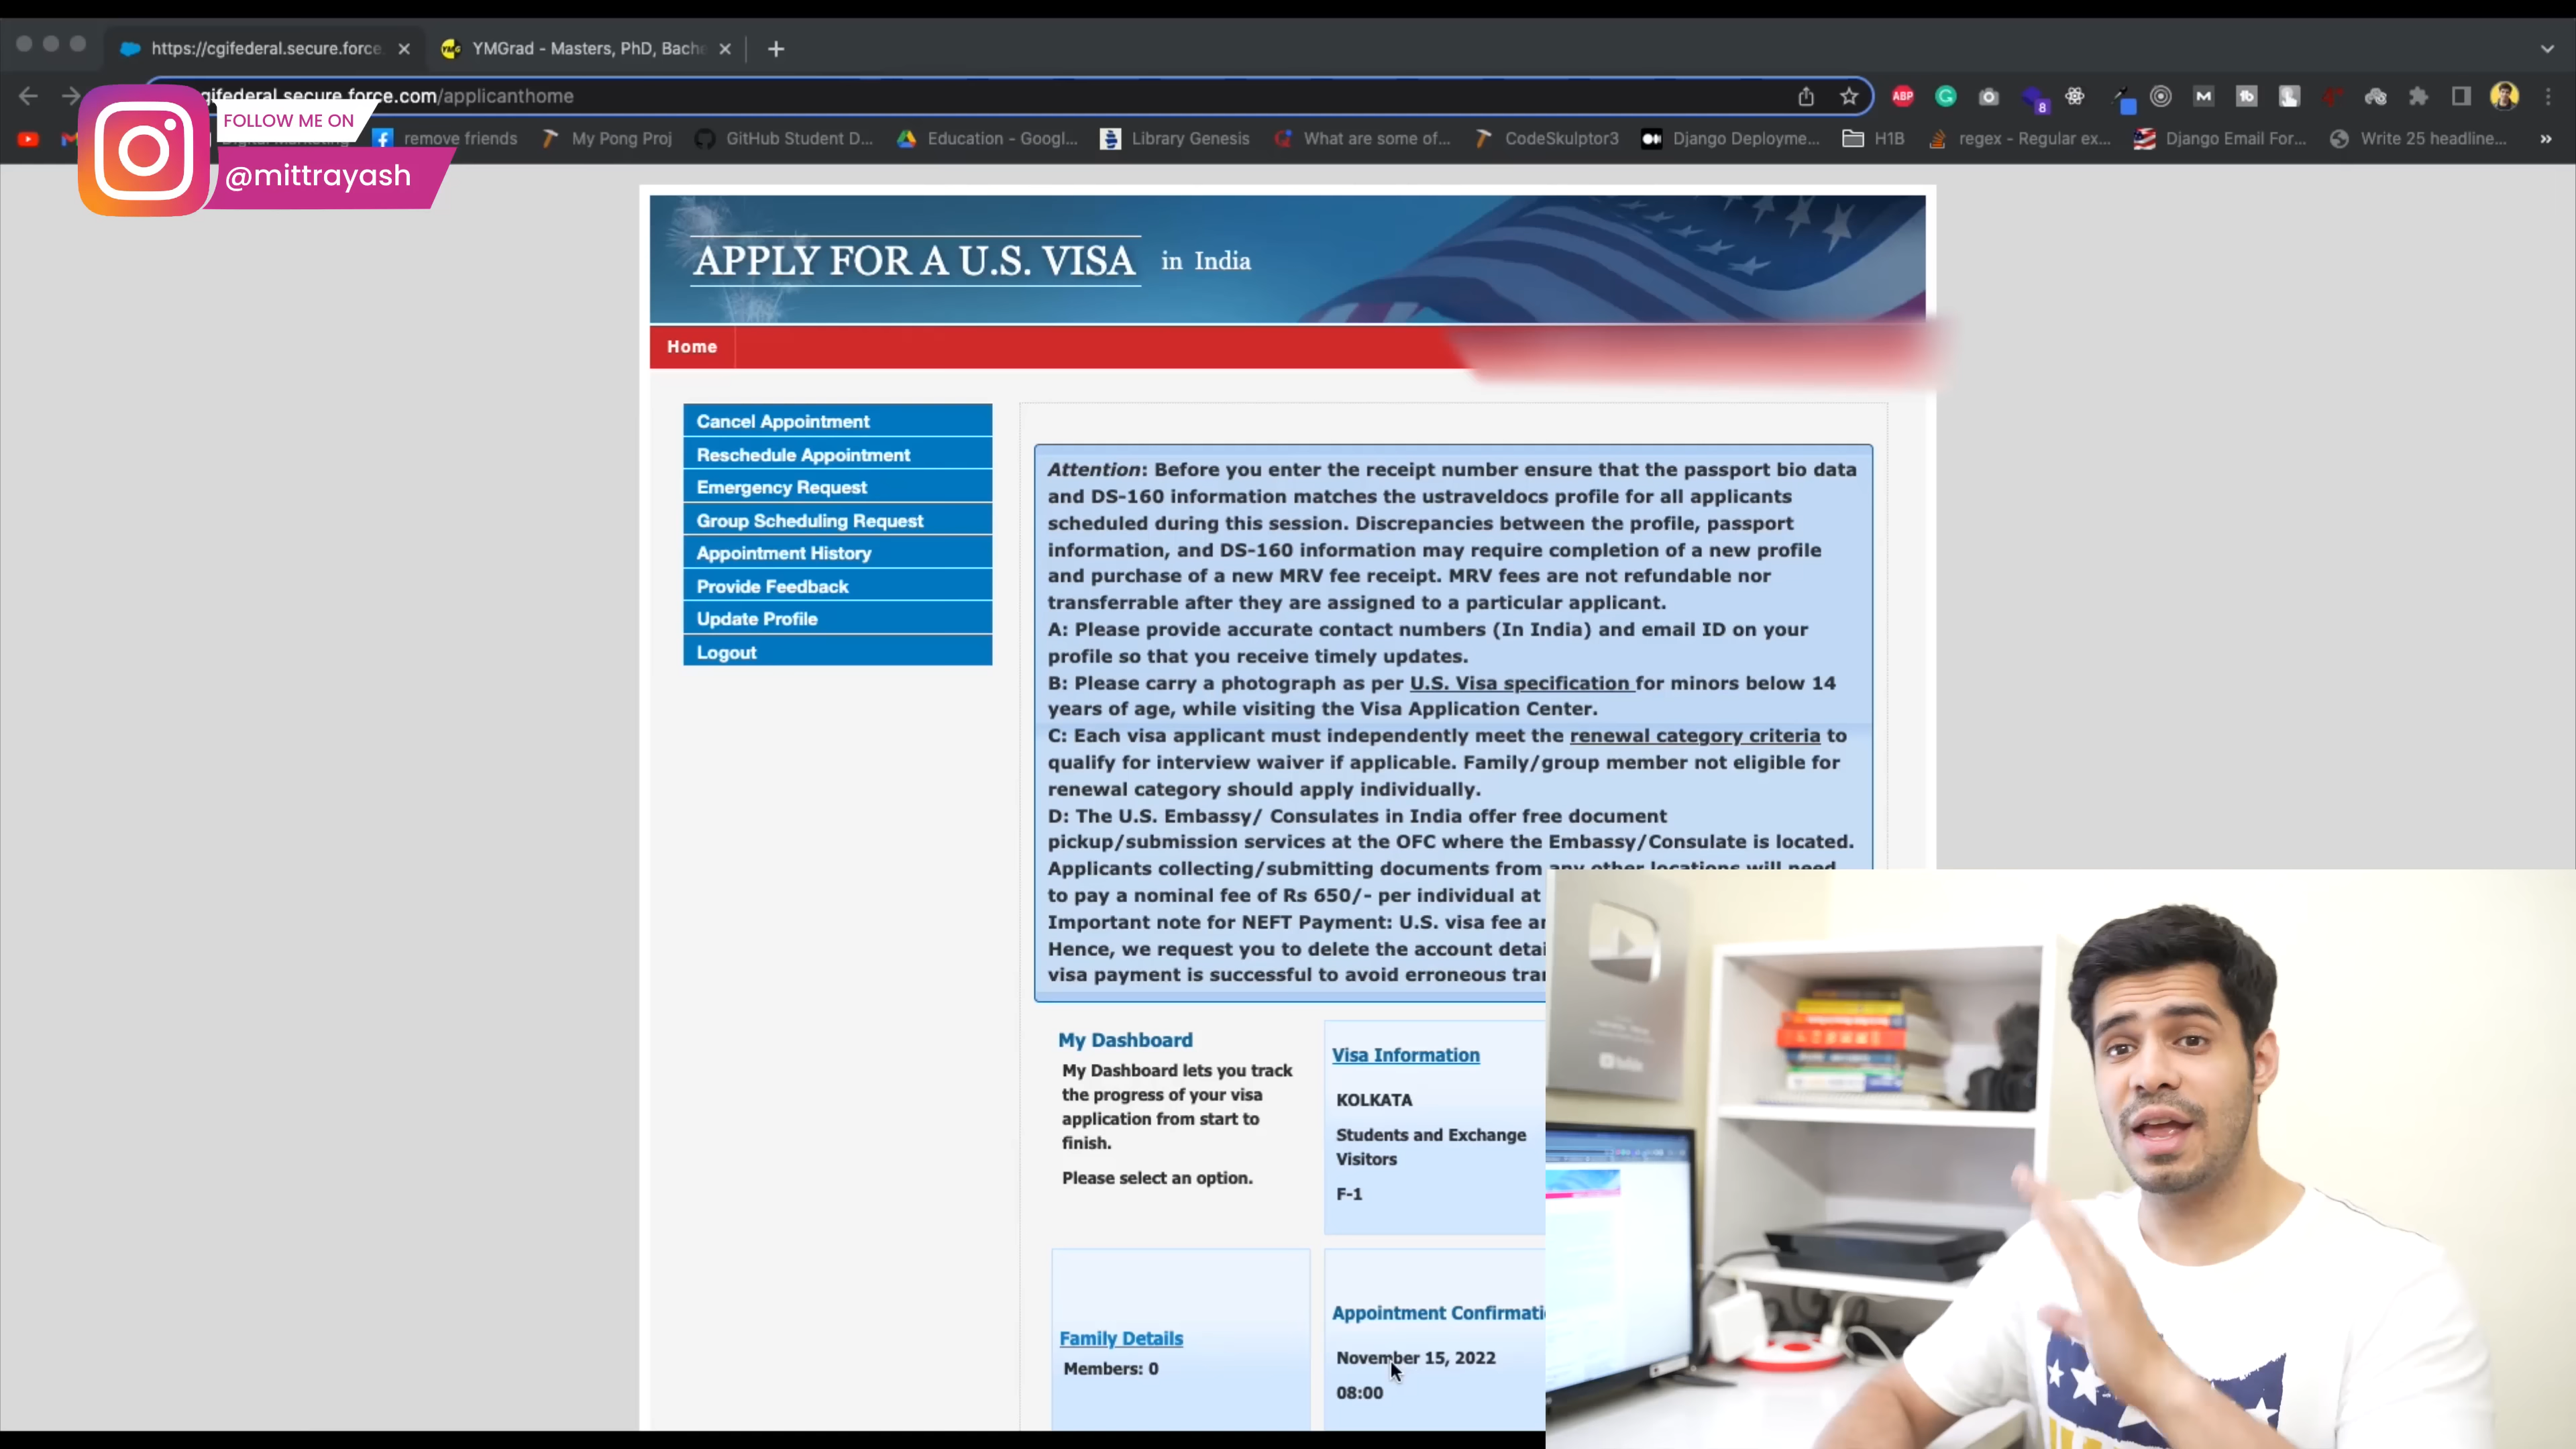 https://cgifederal.secure.force
YMGrad - Masters, PhD, Bache
gifederal.secure.force.com/applicanthome
ABP
8
FOLLOW ME ON
@mittrayash
remove friends
My Pong Proj
GitHub Student D...
Education - Googl...
Library Genesis
What are some of...
CodeSkulptor3
Django Deployme...
H1B
regex - Regular ex...
Django Email For...
Write 25 headline...
APPLY FOR A U.S. VISA in India
Home
Cancel Appointment
Reschedule Appointment
Emergency Request
Group Scheduling Request
Appointment History
Provide Feedback
Update Profile
Logout
Attention: Before you enter the receipt number ensure that the passport bio data
and DS-160 information matches the ustraveldocs profile for all applicants
scheduled during this session. Discrepancies between the profile, passport
information, and DS-160 information may require completion of a new profile
and purchase of a new MRV fee receipt. MRV fees are not refundable nor
transferrable after they are assigned to a particular applicant.
A: Please provide accurate contact numbers (In India) and email ID on your
profile so that you receive timely updates.
B: Please carry a photograph as per U.S. Visa specification for minors below 14
years of age, while visiting the Visa Application Center.
C: Each visa applicant must independently meet the renewal category criteria to
qualify for interview waiver if applicable. Family/group member not eligible for
renewal category should apply individually.
D: The U.S. Embassy/ Consulates in India offer free document
pickup/submission services at the OFC where the Embassy/Consulate is located.
Applicants collecting/submitting documents from any other locations will need
to pay a nominal fee of Rs 650/- per individual at
Important note for NEFT Payment: U.S. visa fee
Hence, we request you to delete the account
visa payment is successful to avoid erroneous
My Dashboard
My Dashboard lets you track
the progress of your visa
application from start to
finish.
Please select an option.
Visa Information
KOLKATA
Students and Exchange
Visitors
F-1
Family Details
Members: 0
Appointment Confirmati
November 15, 2022
08:00